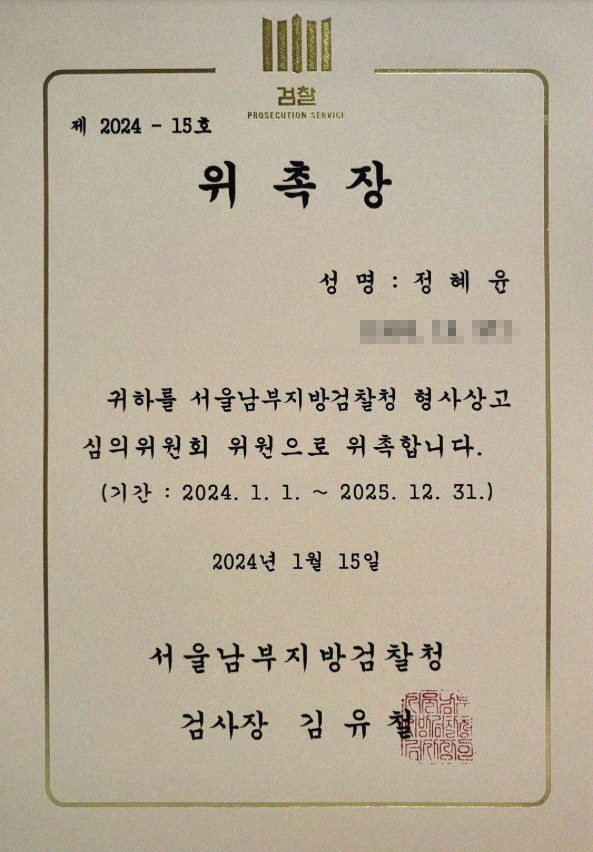 검찰
PROSECUTION SERVICE
제 2024 - 15호
위 촉 장
성 명 : 정 혜 윤
귀하를 서울남부지방검찰청 형사상고
심의위원회 위원으로 위촉합니다.
(기간 : 2024. 1. 1. ~ 2025. 12. 31.)
2024년 1월 15일
서울남부지방검찰청
검사장 김 유 철